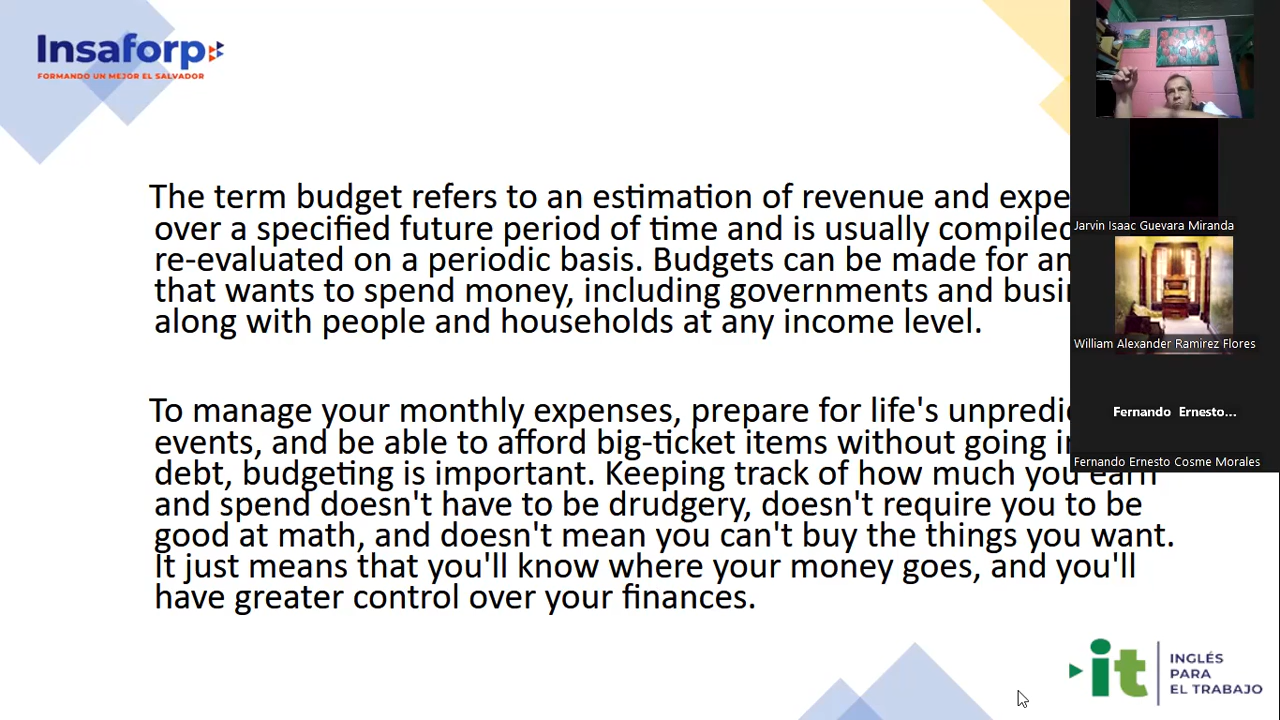 Insaforp
FORMANDO UN MEJOR EL SALVADOR
The term budget refers to an estimation of revenue and
over a specified future period of time and is usually compiled
re-evaluated on a periodic basis. Budgets can be made for
that wants to spend money, including governments and
along with people and households at any income level.
To manage your monthly expenses, prepare for life's
events, and be able to afford big-ticket items without going
debt, budgeting is important. Keeping track of how much you earn
and spend doesn't have to be drudgery, doesn't require you to be
good at math, and doesn't mean you can't buy the things you want.
It just means that you'll know where your money goes, and you'll
have greater control over your finances.
Jarvin Isaac Guevara Miranda
William Alexander Ramirez Flores
Fernando Ernesto...
Fernando Ernesto Cosme Morales
it
INGLÉS
PARA
EL TRABAJO